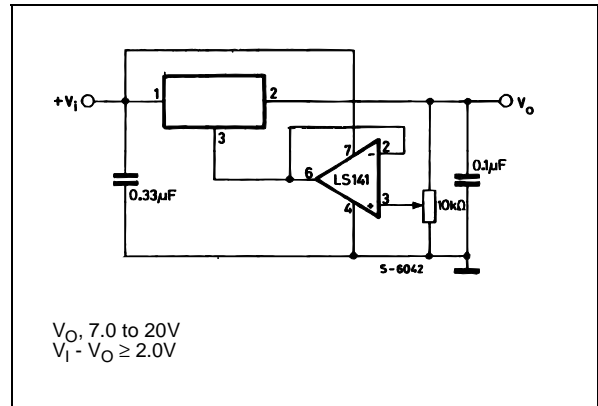 1
2
+Vi
Vo
3
7
2
-
6
LS141
0.1µF
0.33µF
4
+
3
10kΩ
S-6042
VO, 7.0 to 20V
VI - VO ≥ 2.0V